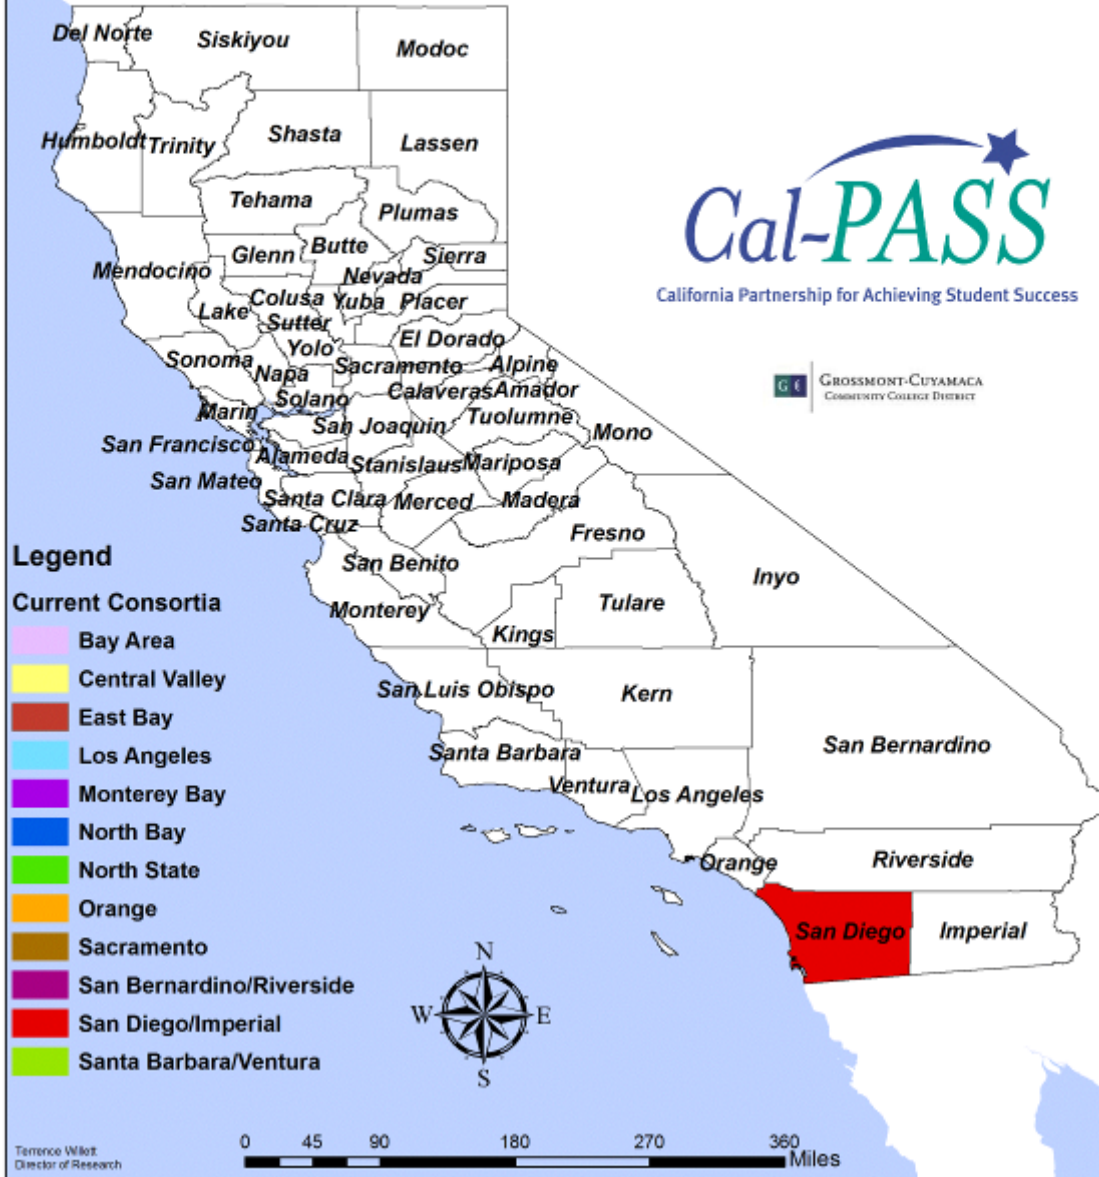 Del Norte
Siskiyou
Modoc
Humboldt
Trinity
Shasta
Lassen
Cal-PASS
California Partnership for Achieving Student Success
Tehama
Plumas
Mendocino
Glenn
Butte
Sierra
Nevada
Lake
Colusa
Yuba
Placer
Sutter
El Dorado
Yolo
Sonoma
Napa
Sacramento
Alpine
GC
GROSSMONT-CUYAMACA
COMMUNITY COLLEGE DISTRICT
Solano
Calaveras
Amador
Marin
San Joaquin
Tuolumne
Mono
San Francisco
Alameda
Stanislaus
Mariposa
San Mateo
Santa Clara
Merced
Madera
Santa Cruz
Fresno
San Benito
Inyo
Monterey
Kings
Tulare
San Luis Obispo
Kern
Santa Barbara
San Bernardino
Ventura
Los Angeles
Orange
Riverside
San Diego
Imperial
Legend
Current Consortia
Bay Area
Central Valley
East Bay
Los Angeles
Monterey Bay
North Bay
North State
Orange
Sacramento
San Bernardino/Riverside
San Diego/Imperial
Santa Barbara/Ventura
N
W
E
S
0 45 90 180 270 360
Miles
Terrence Willett
Director of Research